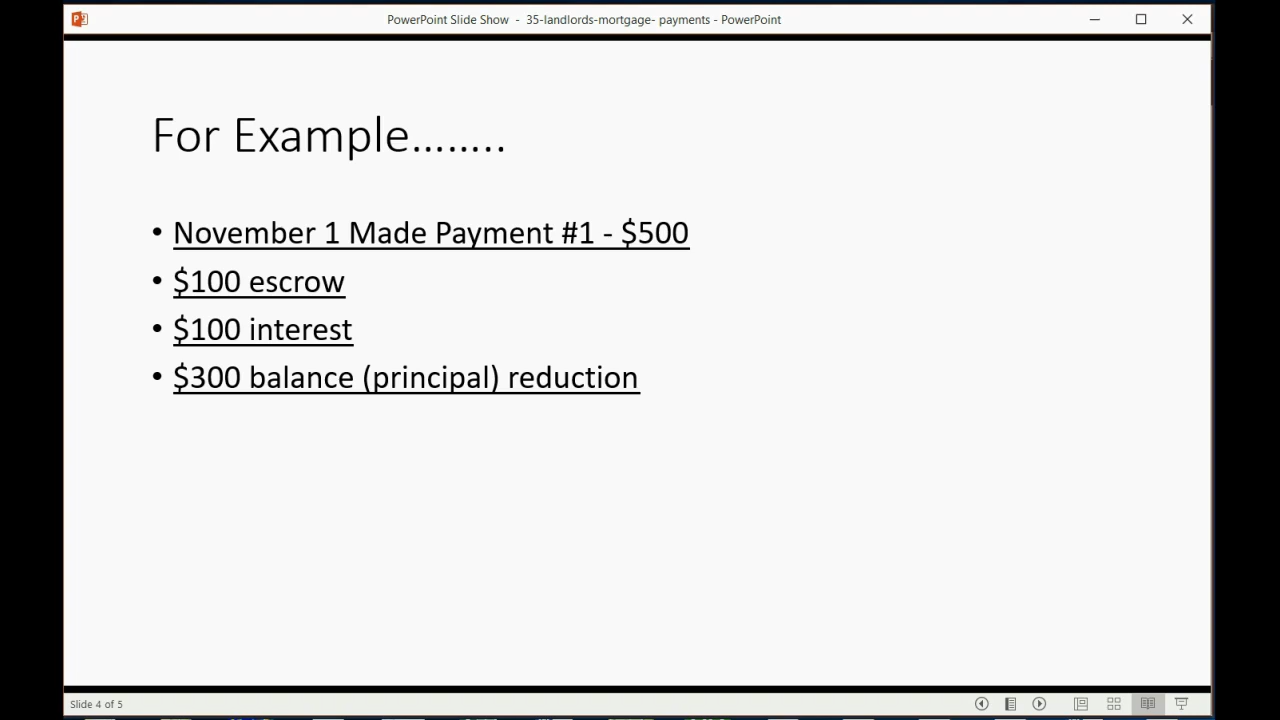 PowerPoint Slide Show - 35-landlords-mortgage- payments - PowerPoint
For Example........
• November 1 Made Payment #1 - $500
• $100 escrow
• $100 interest
• $300 balance (principal) reduction
Slide 4 of 5